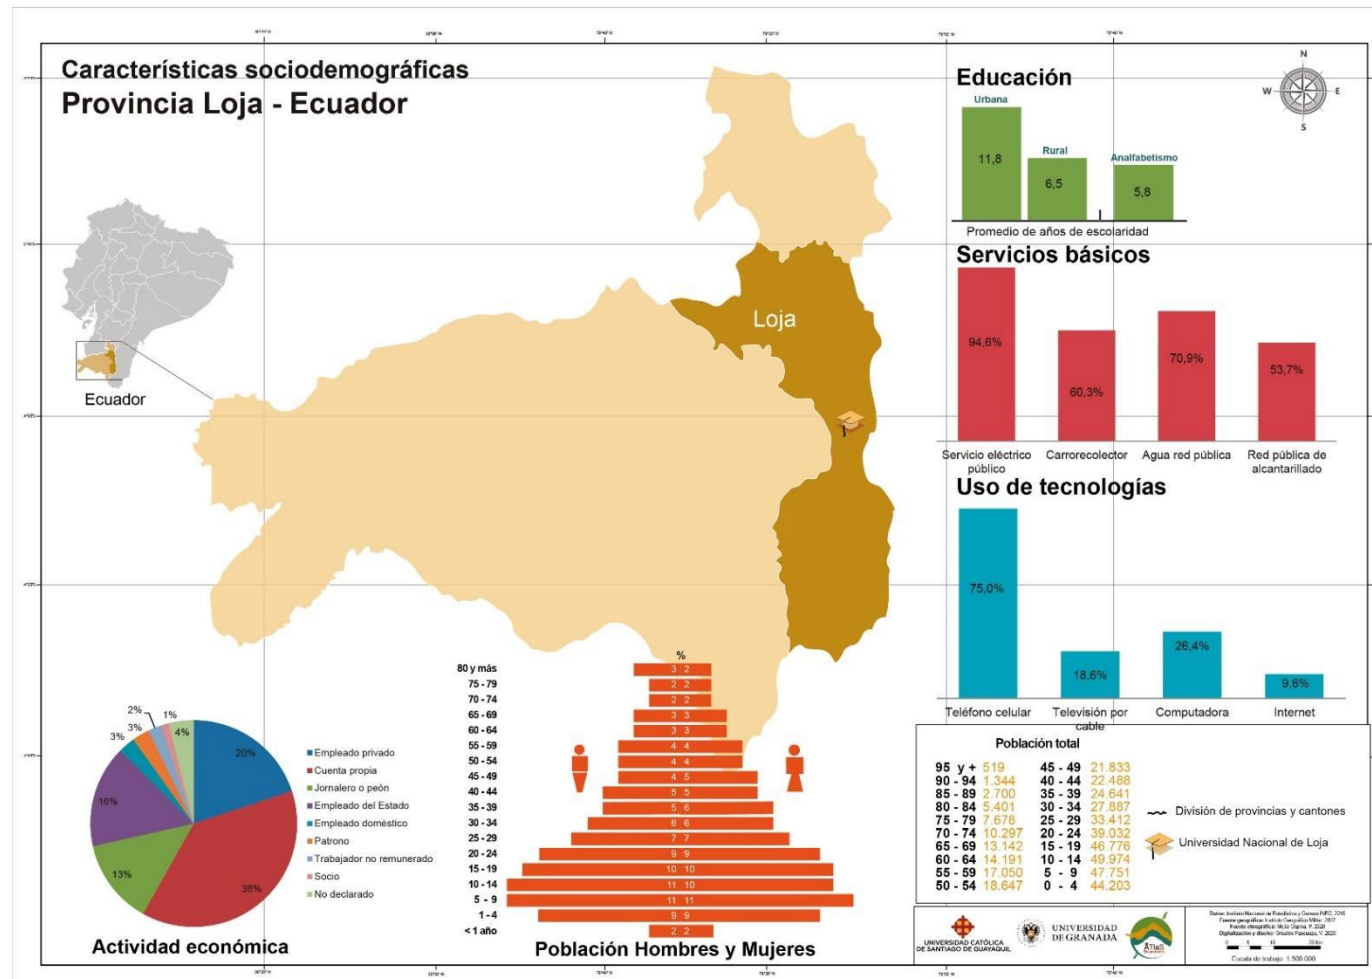 Características sociodemográficas
Provincia Loja - Ecuador
Ecuador
Loja
Educación
Urbana
11,8
Rural
6,5
Analfabetismo
5,8
Promedio de años de escolaridad
N
W
E
S
Servicios básicos
94,6%
60,3%
70,9%
53,7%
Servicio eléctrico
público
Carrorecolector
Agua red pública
Red pública de
alcantarillado
Uso de tecnologías
75,0%
18,6%
26,4%
9,6%
Teléfono celular
Televisión por
cable
Computadora
Internet
2%
1%
3%
4%
3%
20%
16%
13%
38%
Empleado privado
Cuenta propia
Jornalero o peón
Empleado del Estado
Empleado doméstico
Patrono
Trabajador no remunerado
Socio
No declarado
Actividad económica
%
80 y más 3 2
75 - 79 2 2
70 - 74 2 2
65 - 69 3 3
60 - 64 3 3
55 - 59 4 4
50 - 54 4 4
45 - 49 4 5
40 - 44 5 5
35 - 39 5 6
30 - 34 6 6
25 - 29 7 7
20 - 24 9 9
15 - 19 10 10
10 - 14 11 11
5 - 9 11 11
1 - 4 9 9
< 1 año 2 2
Población Hombres y Mujeres
Población total
95 y + 519 45 - 49 21.833
90 - 94 1.344 40 - 44 22.488
85 - 89 2.700 35 - 39 24.641
80 - 84 5.401 30 - 34 27.887
75 - 79 7.678 25 - 29 33.412
70 - 74 10.297 20 - 24 39.032
65 - 69 13.142 15 - 19 46.776
60 - 64 14.191 10 - 14 49.974
55 - 59 17.050 5 - 9 47.751
50 - 54 18.647 0 - 4 44.203
División de provincias y cantones
Universidad Nacional de Loja
UNIVERSIDAD CATÓLICA
DE SANTIAGO DE GUAYAQUIL
UNIVERSIDAD
DE GRANADA
Escala de trabajo 1:500 000